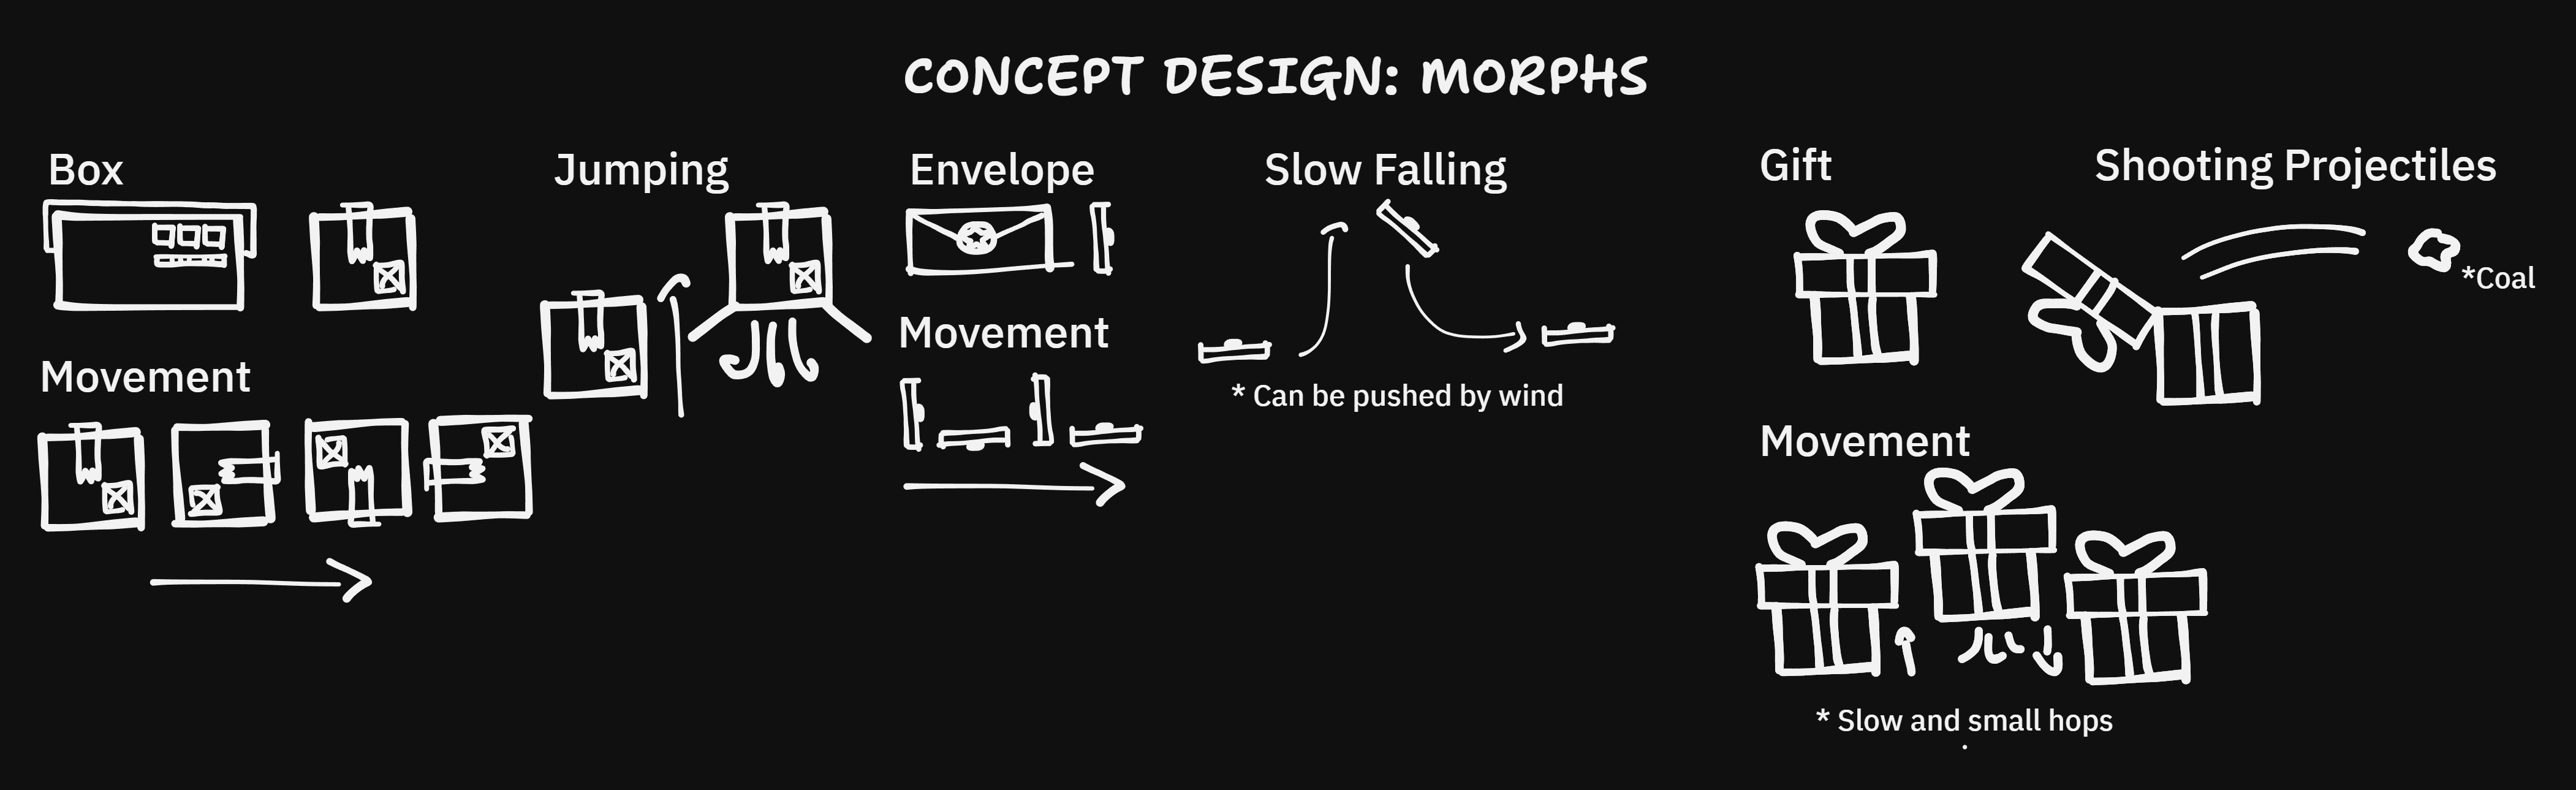 CONCEPT DESIGN: MORPHS
Box
Movement
Jumping
Envelope
Movement
Slow Falling
* Can be pushed by wind
Gift
Shooting Projectiles
*Coal
Movement
* Slow and small hops